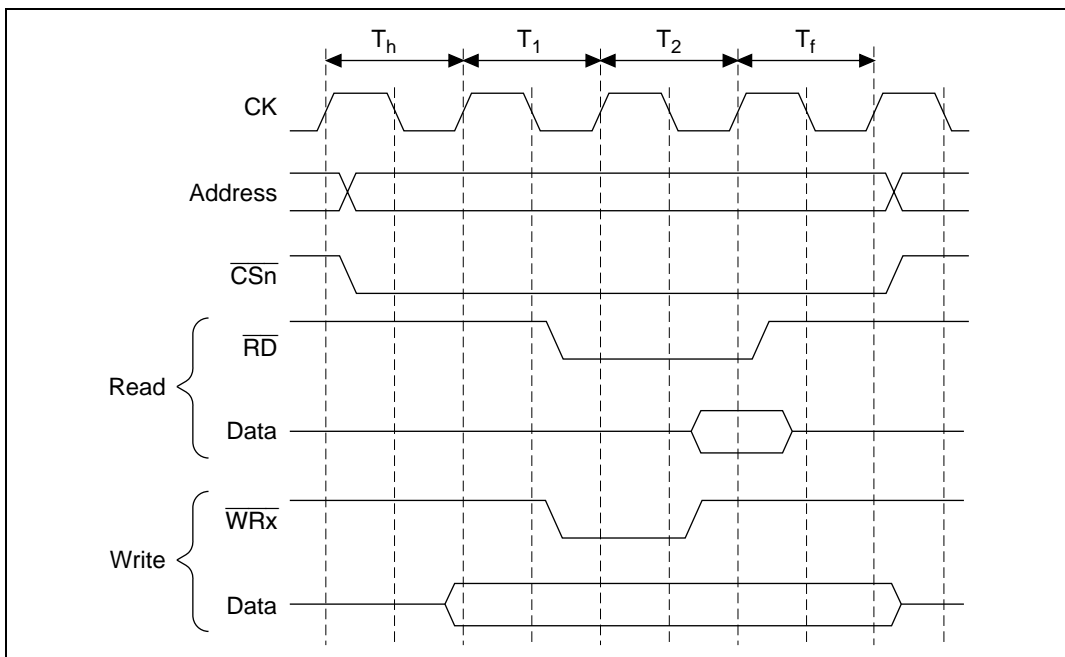 Th T1 T2 Tf
CK
Address
CSn
RD
Read
Data
WRx
Write
Data